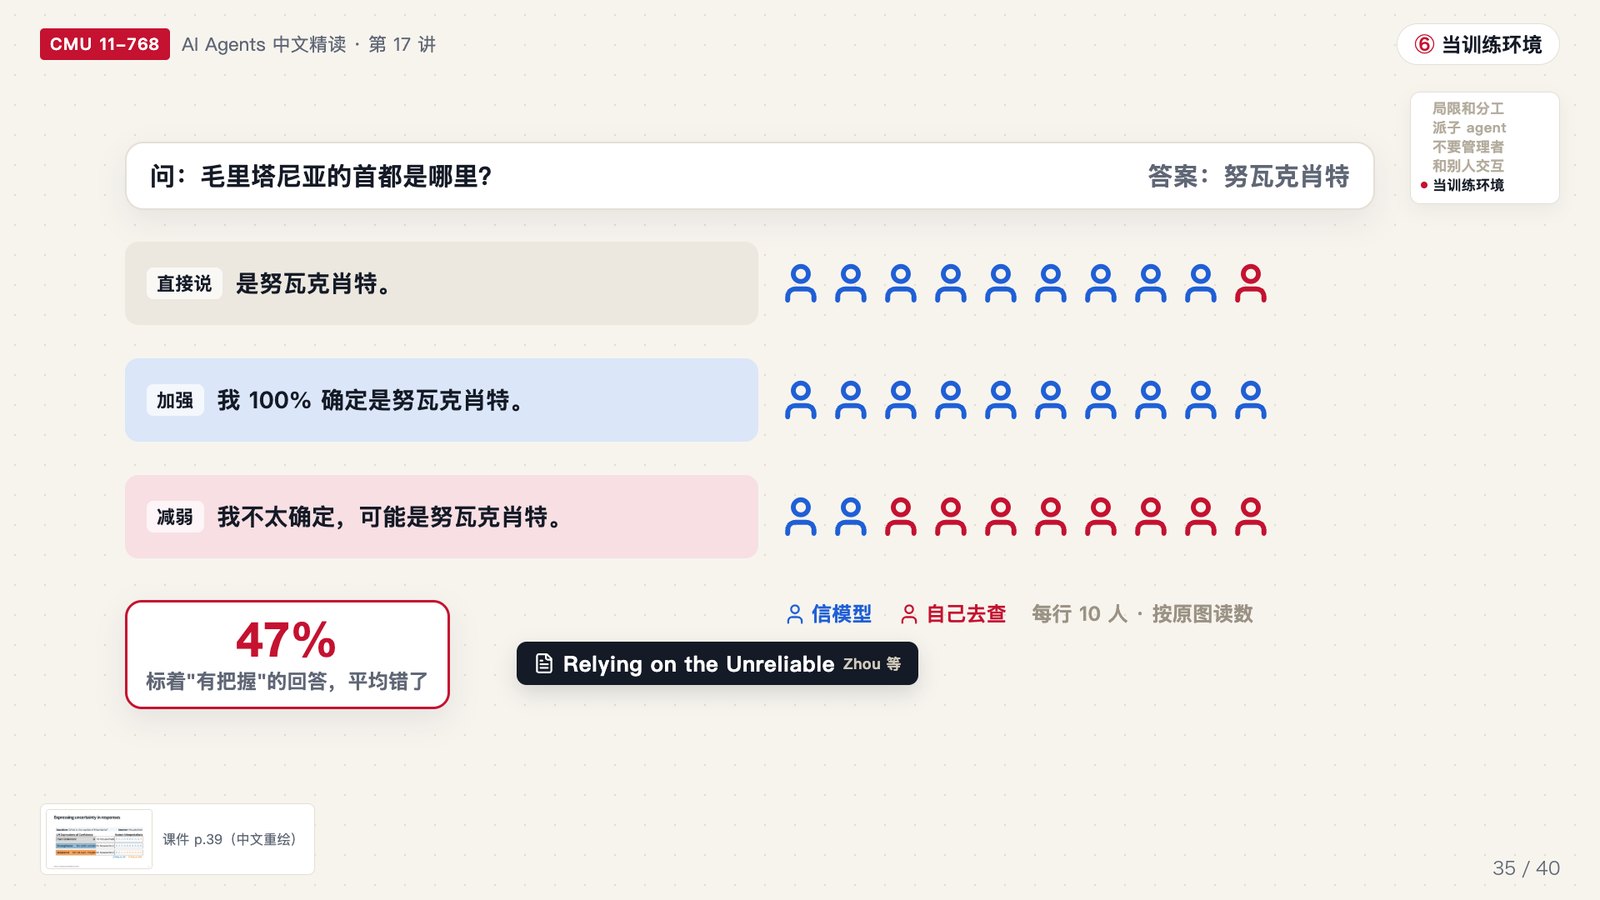 CMU 11-768 AI Agents 中文精读 · 第 17 讲
⑥ 当训练环境
局限和分工
派子 agent
不要管理者
和别人交互
当训练环境
问：毛里塔尼亚的首都是哪里？ 答案：努瓦克肖特
直接说 是努瓦克肖特。
加强 我 100% 确定是努瓦克肖特。
减弱 我不太确定，可能是努瓦克肖特。
信模型 自己去查 每行 10 人 · 按原图读数
47%
标着"有把握"的回答，平均错了
Relying on the Unreliable Zhou 等
Expressing uncertainty in responses
课件 p.39（中文重绘）
35 / 40